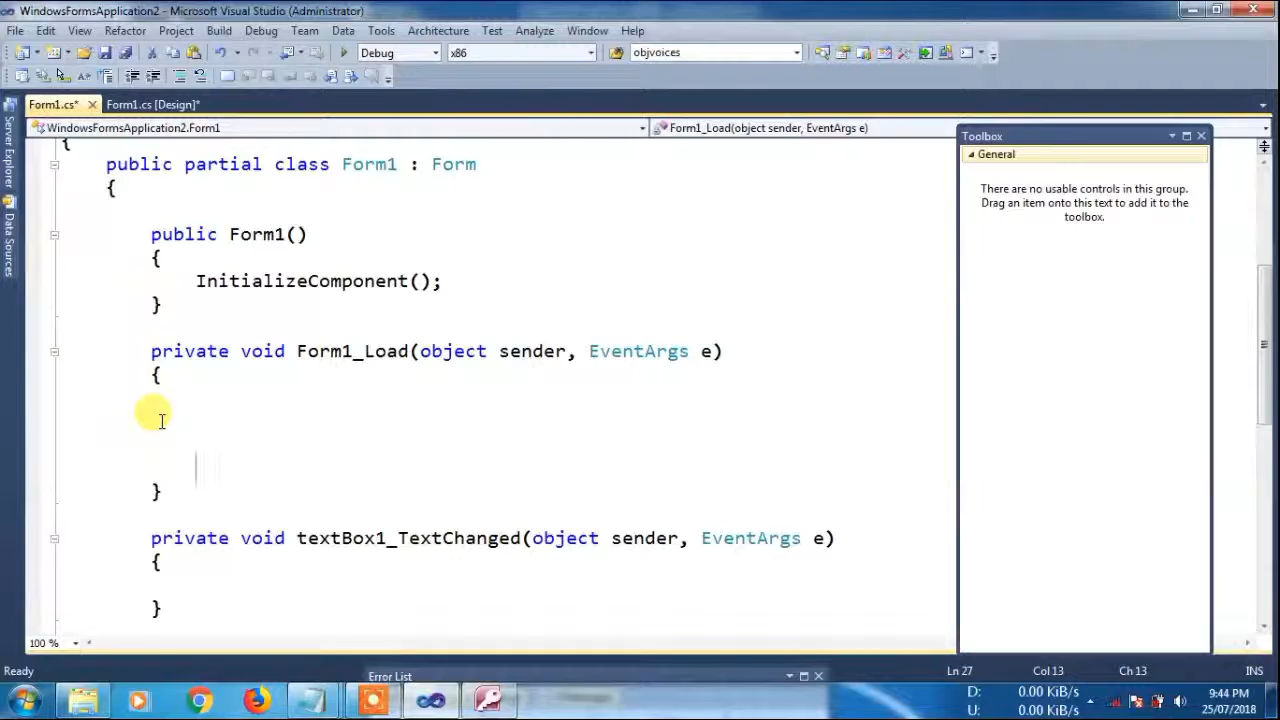 WindowsFormsApplication2 - Microsoft Visual Studio (Administrator)
File Edit View Refactor Project Build Debug Team Data Tools Architecture Test Analyze Window Help
Debug x86 objvoices
Form1.cs* Form1.cs [Design]*
WindowsFormsApplication2.Form1 Form1_Load(object sender, EventArgs e)
Server Explorer
Data Sources
{
public partial class Form1 : Form
{
public Form1()
{
InitializeComponent();
}
private void Form1_Load(object sender, EventArgs e)
{
}
private void textBox1_TextChanged(object sender, EventArgs e)
{
}
Toolbox
General
There are no usable controls in this group.
Drag an item onto this text to add it to the
toolbox.
100 %
Error List
Ready Ln 27 Col 13 Ch 13 INS
D: 0.00 KiB/s
U: 0.00 KiB/s
9:44 PM
25/07/2018